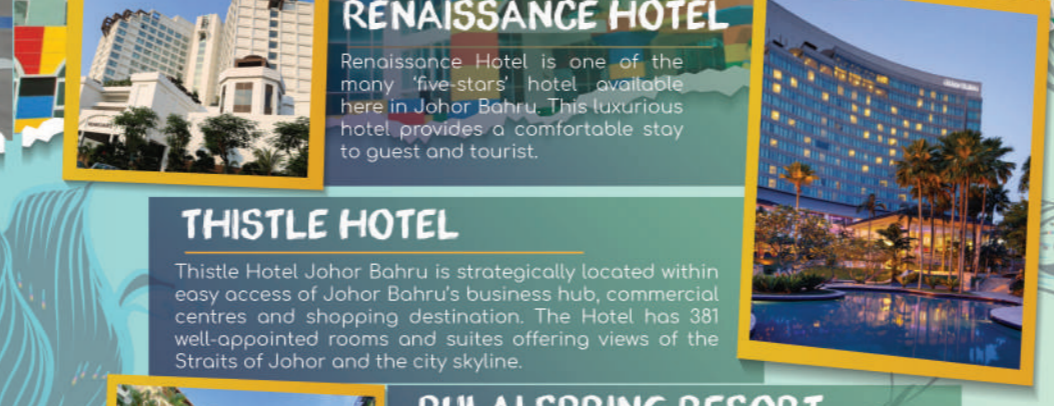 RENAISSANCE HOTEL
Renaissance Hotel is one of the
many 'five-stars' hotel available
here in Johor Bahru. This luxurious
hotel provides a comfortable stay
to guest and tourist.
THISTLE HOTEL
Thistle Hotel Johor Bahru is strategically located within
easy access of Johor Bahru's business hub, commercial
centres and shopping destination. The Hotel has 381
well-appointed rooms and suites offering views of the
Straits of Johor and the city skyline.
PULAI SPRING RESORT